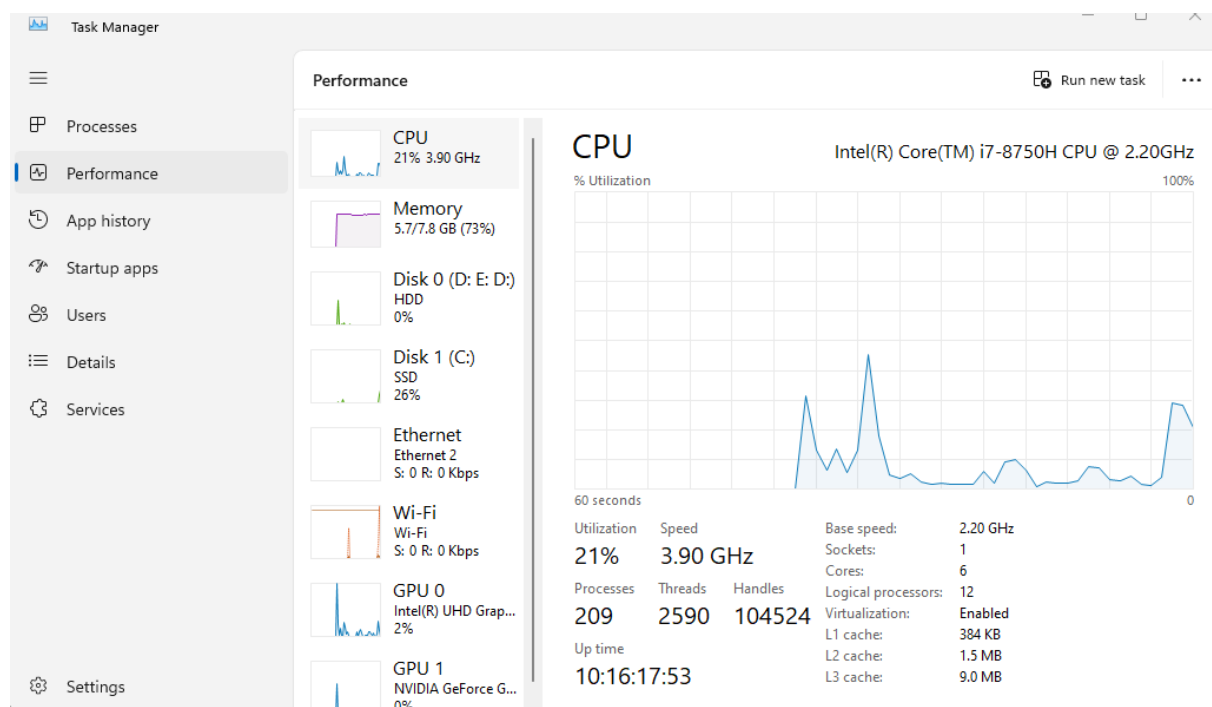 Task Manager
Performance
Run new task
Processes
Performance
App history
Startup apps
Users
Details
Services
Settings
CPU
21% 3.90 GHz
Memory
5.7/7.8 GB (73%)
Disk 0 (D: E: D:)
HDD
0%
Disk 1 (C:)
SSD
26%
Ethernet
Ethernet 2
S: 0 R: 0 Kbps
Wi-Fi
Wi-Fi
S: 0 R: 0 Kbps
GPU 0
Intel(R) UHD Grap...
2%
GPU 1
NVIDIA GeForce G...
0%
CPU
Intel(R) Core(TM) i7-8750H CPU @ 2.20GHz
% Utilization
100%
60 seconds
0
Utilization Speed
21% 3.90 GHz
Processes Threads Handles
209 2590 104524
Up time
10:16:17:53
Base speed: 2.20 GHz
Sockets: 1
Cores: 6
Logical processors: 12
Virtualization: Enabled
L1 cache: 384 KB
L2 cache: 1.5 MB
L3 cache: 9.0 MB